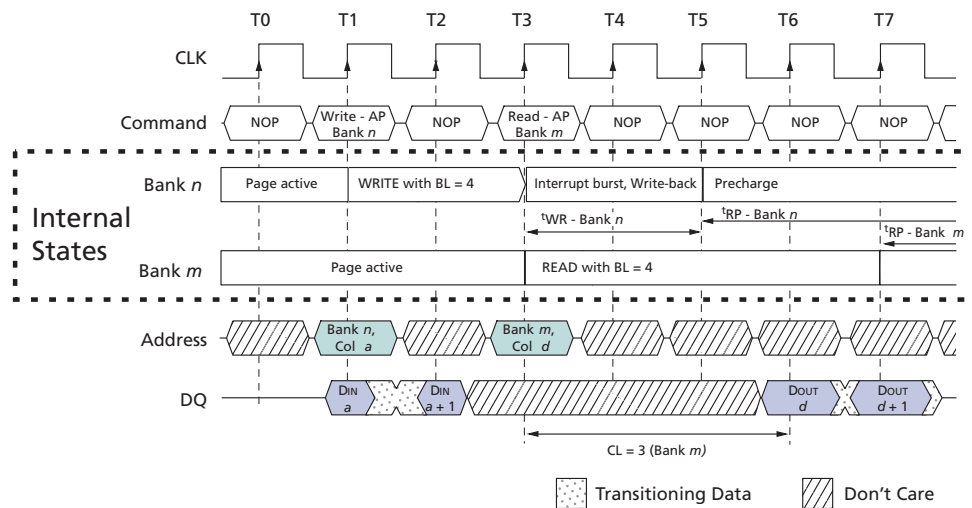 T0 T1 T2 T3 T4 T5 T6 T7
CLK
Command NOP Write - AP Bank n NOP Read - AP Bank m NOP NOP NOP NOP
Internal States
Bank n Page active WRITE with BL = 4 Interrupt burst, Write-back Precharge
tWR - Bank n tRP - Bank n
tRP - Bank m
Bank m Page active READ with BL = 4
Address Bank n, Col a Bank m, Col d
DQ DIN a DIN a + 1 DOUT d DOUT d + 1
CL = 3 (Bank m)
Transitioning Data Don't Care